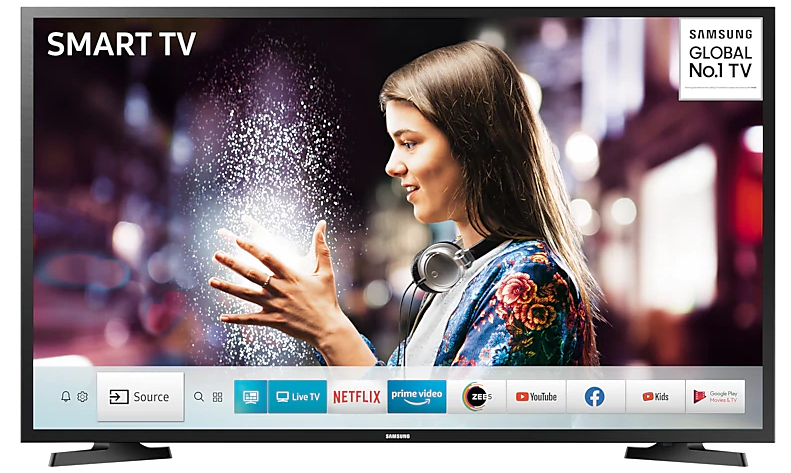 SMART TV
SAMSUNG
GLOBAL
No.1 TV
Source
Live TV
NETFLIX
prime video
ZEE5
YouTube
Kids
Google Play
Movies & TV
SAMSUNG